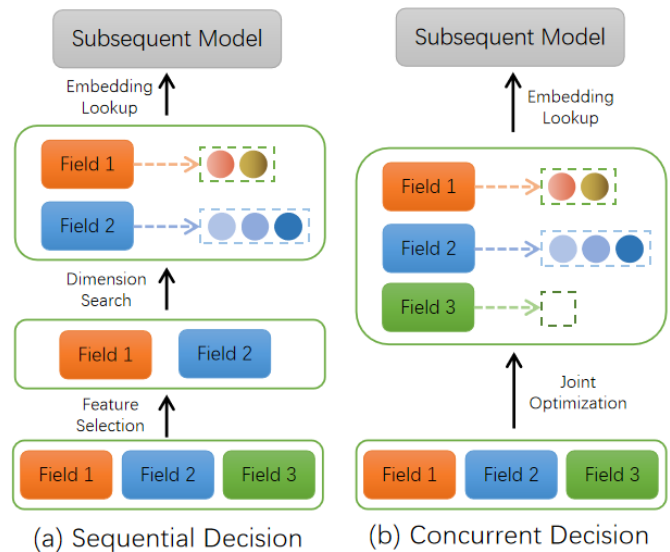 Subsequent Model
Embedding
Lookup
Field 1
Field 2
Dimension
Search
Field 1
Field 2
Feature
Selection
Field 1
Field 2
Field 3
(a) Sequential Decision
Subsequent Model
Embedding
Lookup
Field 1
Field 2
Field 3
Joint
Optimization
Field 1
Field 2
Field 3
(b) Concurrent Decision